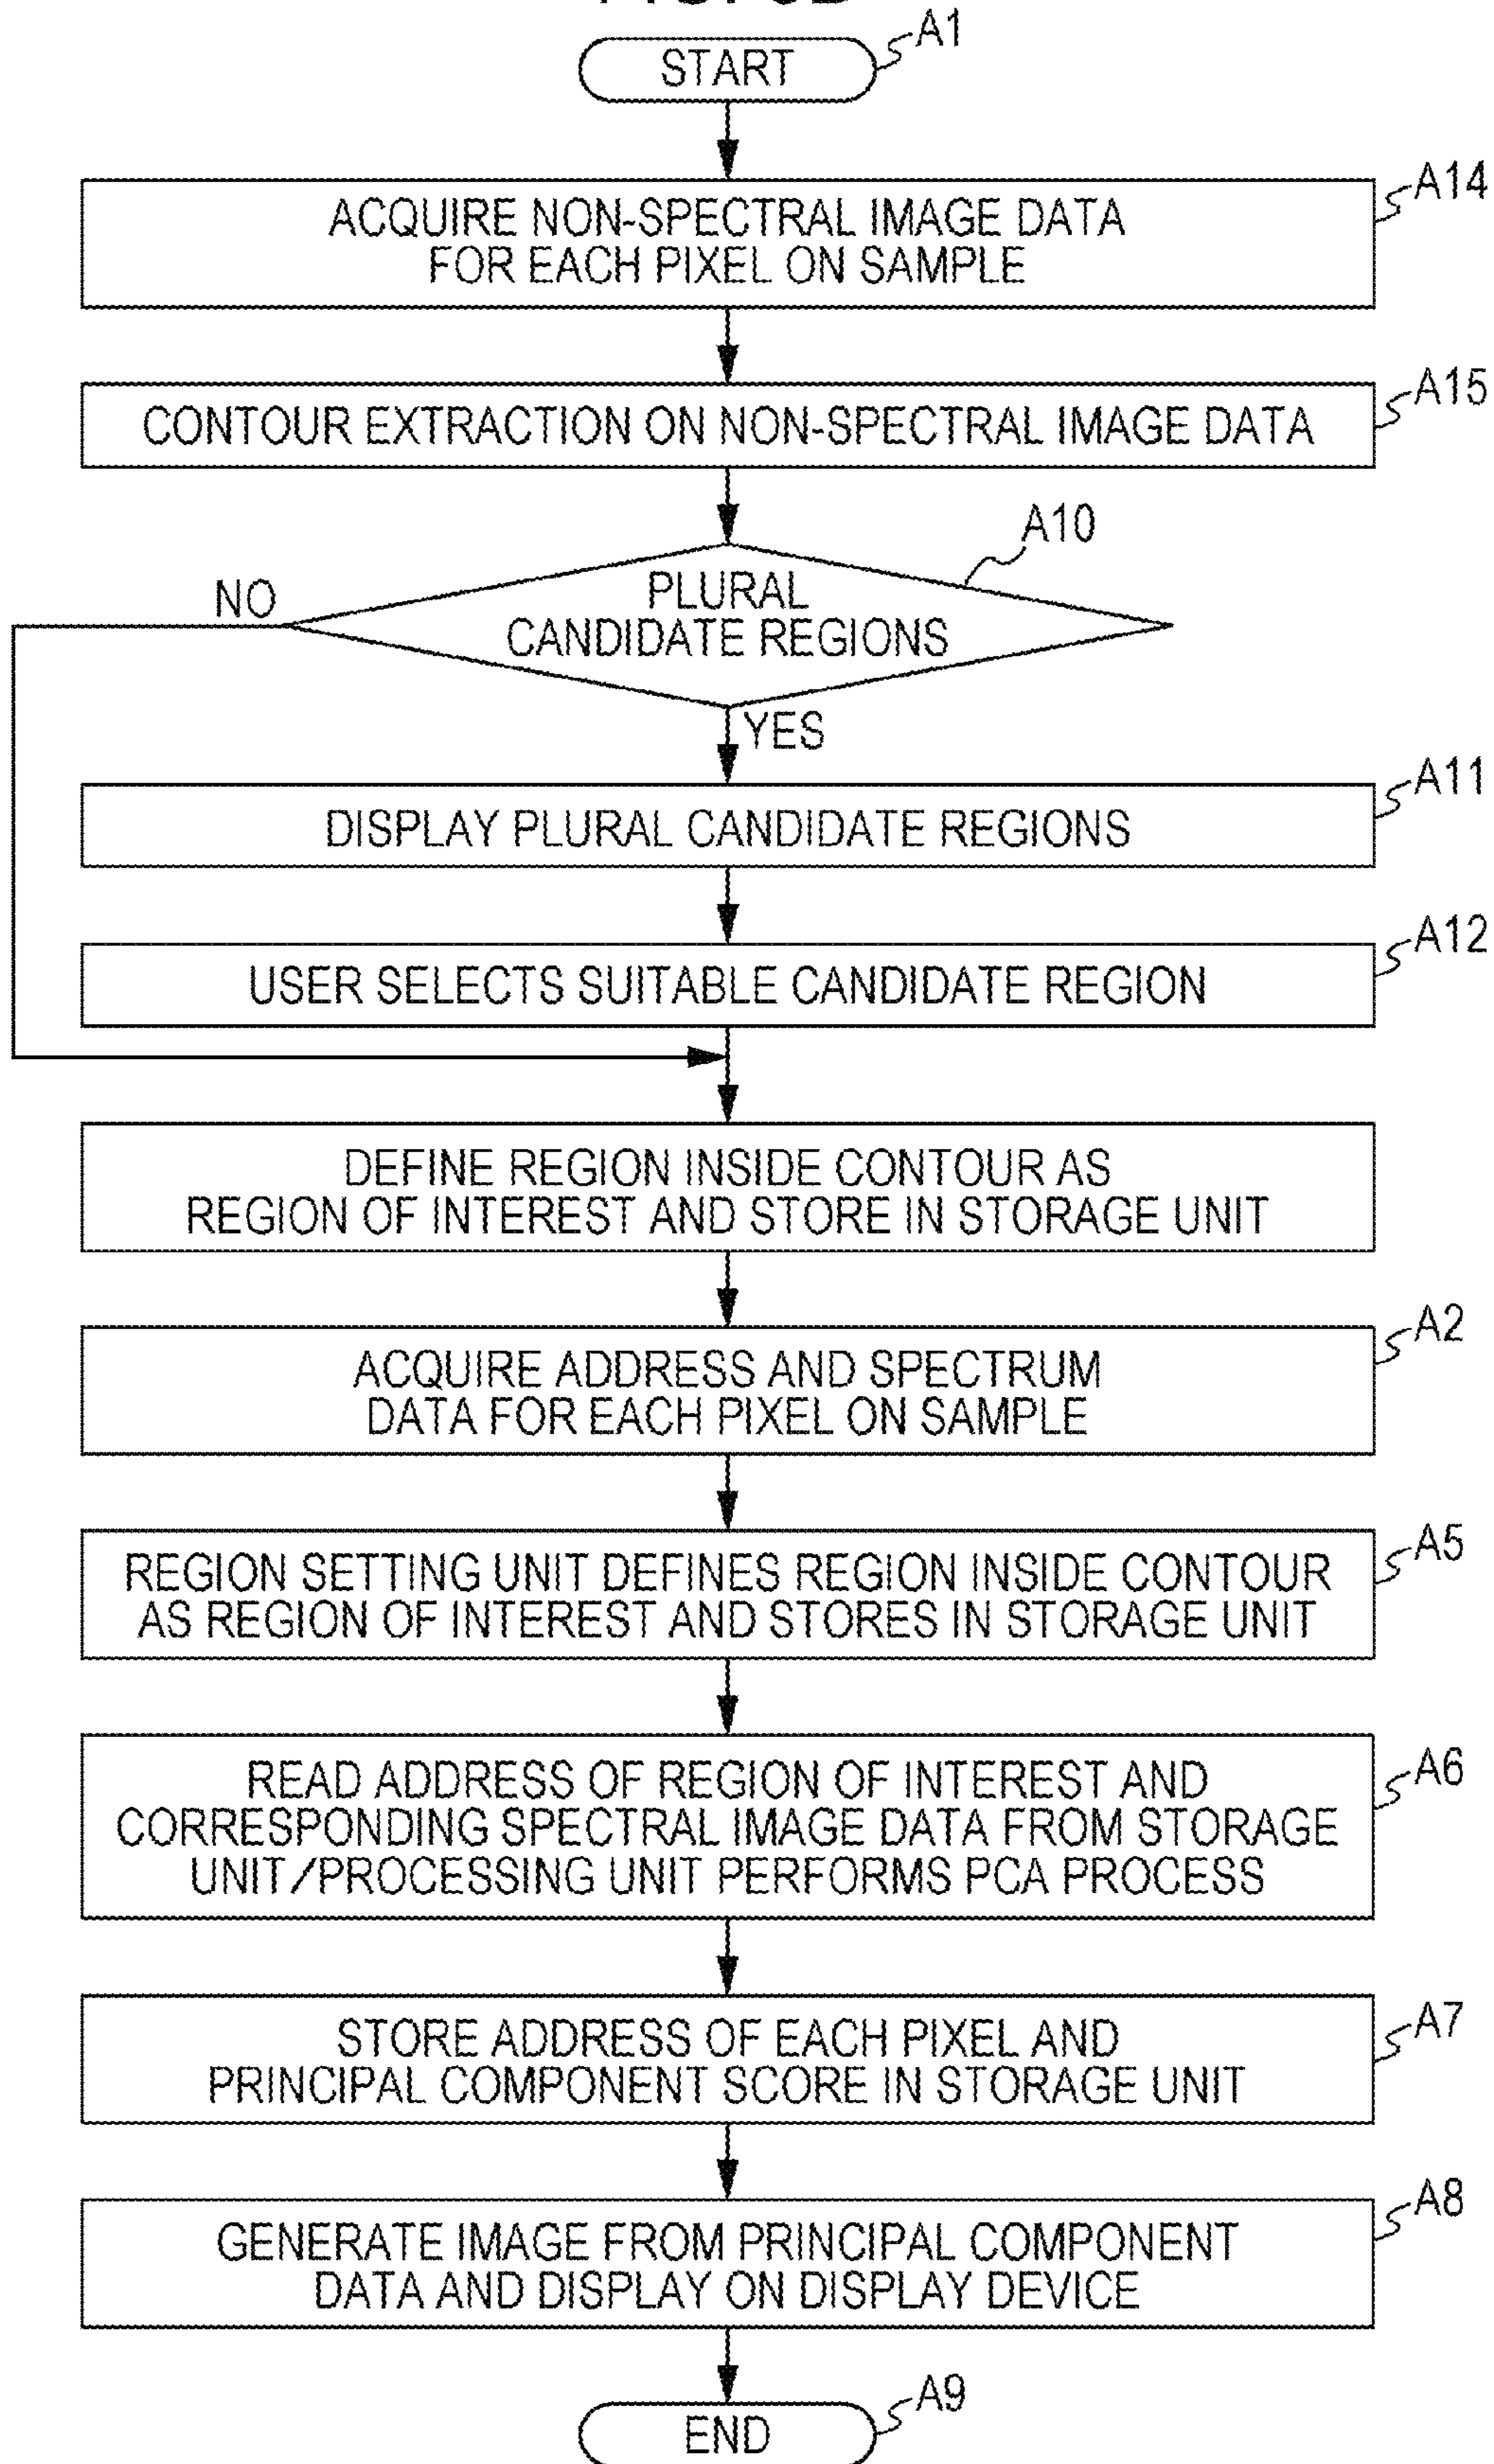 START
A1
ACQUIRE NON-SPECTRAL IMAGE DATA
FOR EACH PIXEL ON SAMPLE
A14
CONTOUR EXTRACTION ON NON-SPECTRAL IMAGE DATA
A15
A10
NO
PLURAL
CANDIDATE REGIONS
YES
DISPLAY PLURAL CANDIDATE REGIONS
A11
USER SELECTS SUITABLE CANDIDATE REGION
A12
DEFINE REGION INSIDE CONTOUR AS
REGION OF INTEREST AND STORE IN STORAGE UNIT
ACQUIRE ADDRESS AND SPECTRUM
DATA FOR EACH PIXEL ON SAMPLE
A2
REGION SETTING UNIT DEFINES REGION INSIDE CONTOUR
AS REGION OF INTEREST AND STORES IN STORAGE UNIT
A5
READ ADDRESS OF REGION OF INTEREST AND
CORRESPONDING SPECTRAL IMAGE DATA FROM STORAGE
UNIT/PROCESSING UNIT PERFORMS PCA PROCESS
A6
STORE ADDRESS OF EACH PIXEL AND
PRINCIPAL COMPONENT SCORE IN STORAGE UNIT
A7
GENERATE IMAGE FROM PRINCIPAL COMPONENT
DATA AND DISPLAY ON DISPLAY DEVICE
A8
END
A9